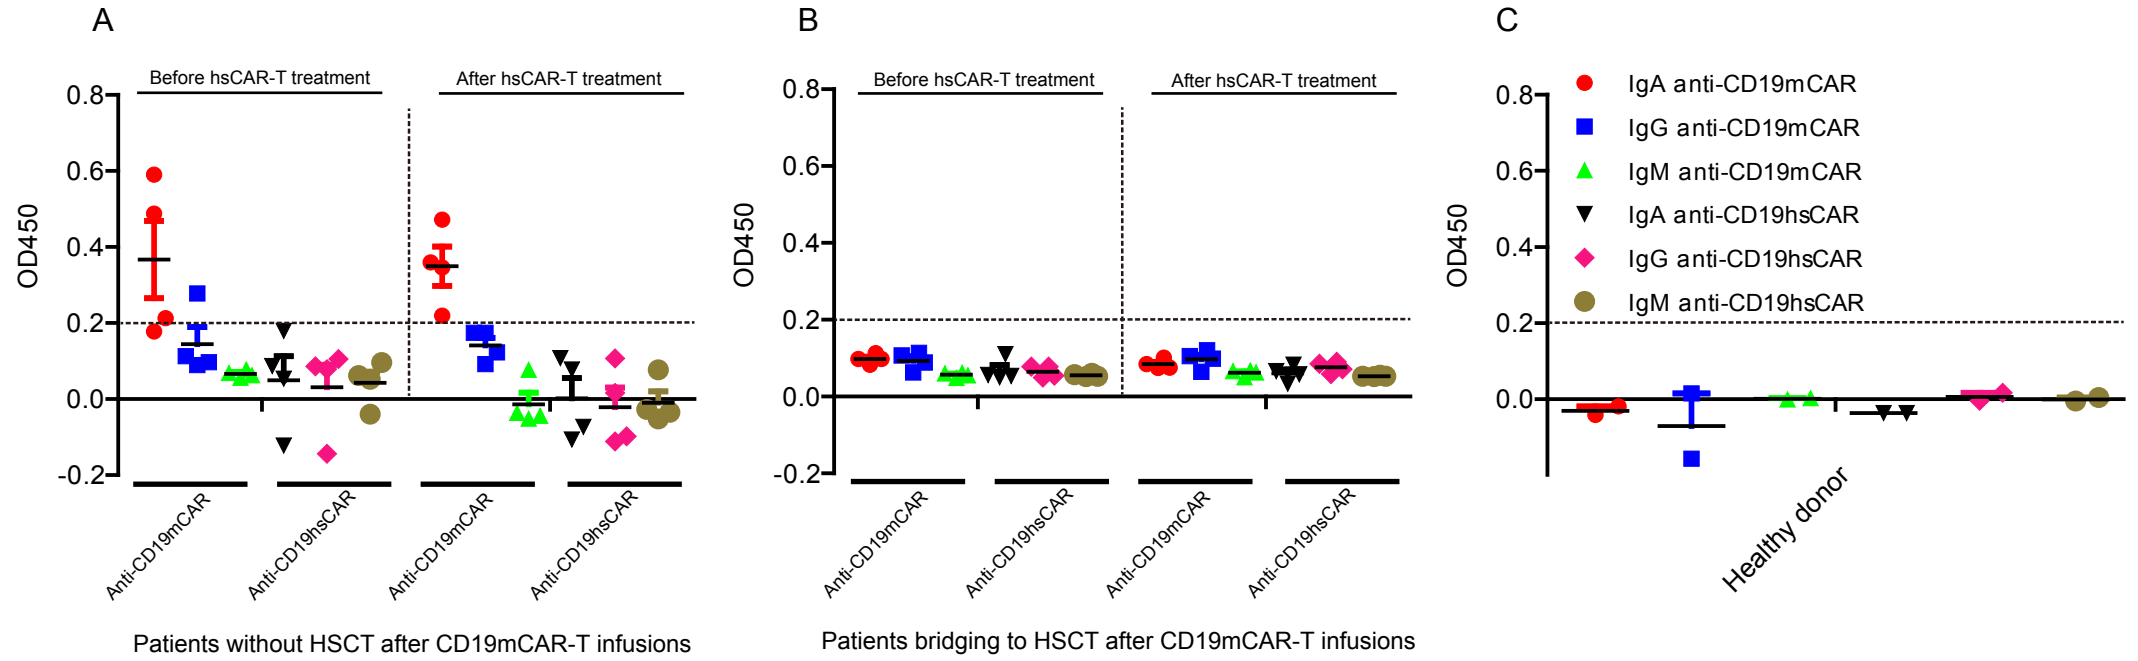 A
Before hsCAR-T treatment
After hsCAR-T treatment
OD450
0.8
0.6
0.4
0.2
0.0
-0.2
Anti-CD19mCAR
Anti-CD19hsCAR
Anti-CD19mCAR
Anti-CD19hsCAR
Patients without HSCT after CD19mCAR-T infusions
B
Before hsCAR-T treatment
After hsCAR-T treatment
OD450
0.8
0.6
0.4
0.2
0.0
-0.2
Anti-CD19mCAR
Anti-CD19hsCAR
Anti-CD19mCAR
Anti-CD19hsCAR
Patients bridging to HSCT after CD19mCAR-T infusions
C
OD450
0.8
0.6
0.4
0.2
0.0
IgA anti-CD19mCAR
IgG anti-CD19mCAR
IgM anti-CD19mCAR
IgA anti-CD19hsCAR
IgG anti-CD19hsCAR
IgM anti-CD19hsCAR
Healthy donor